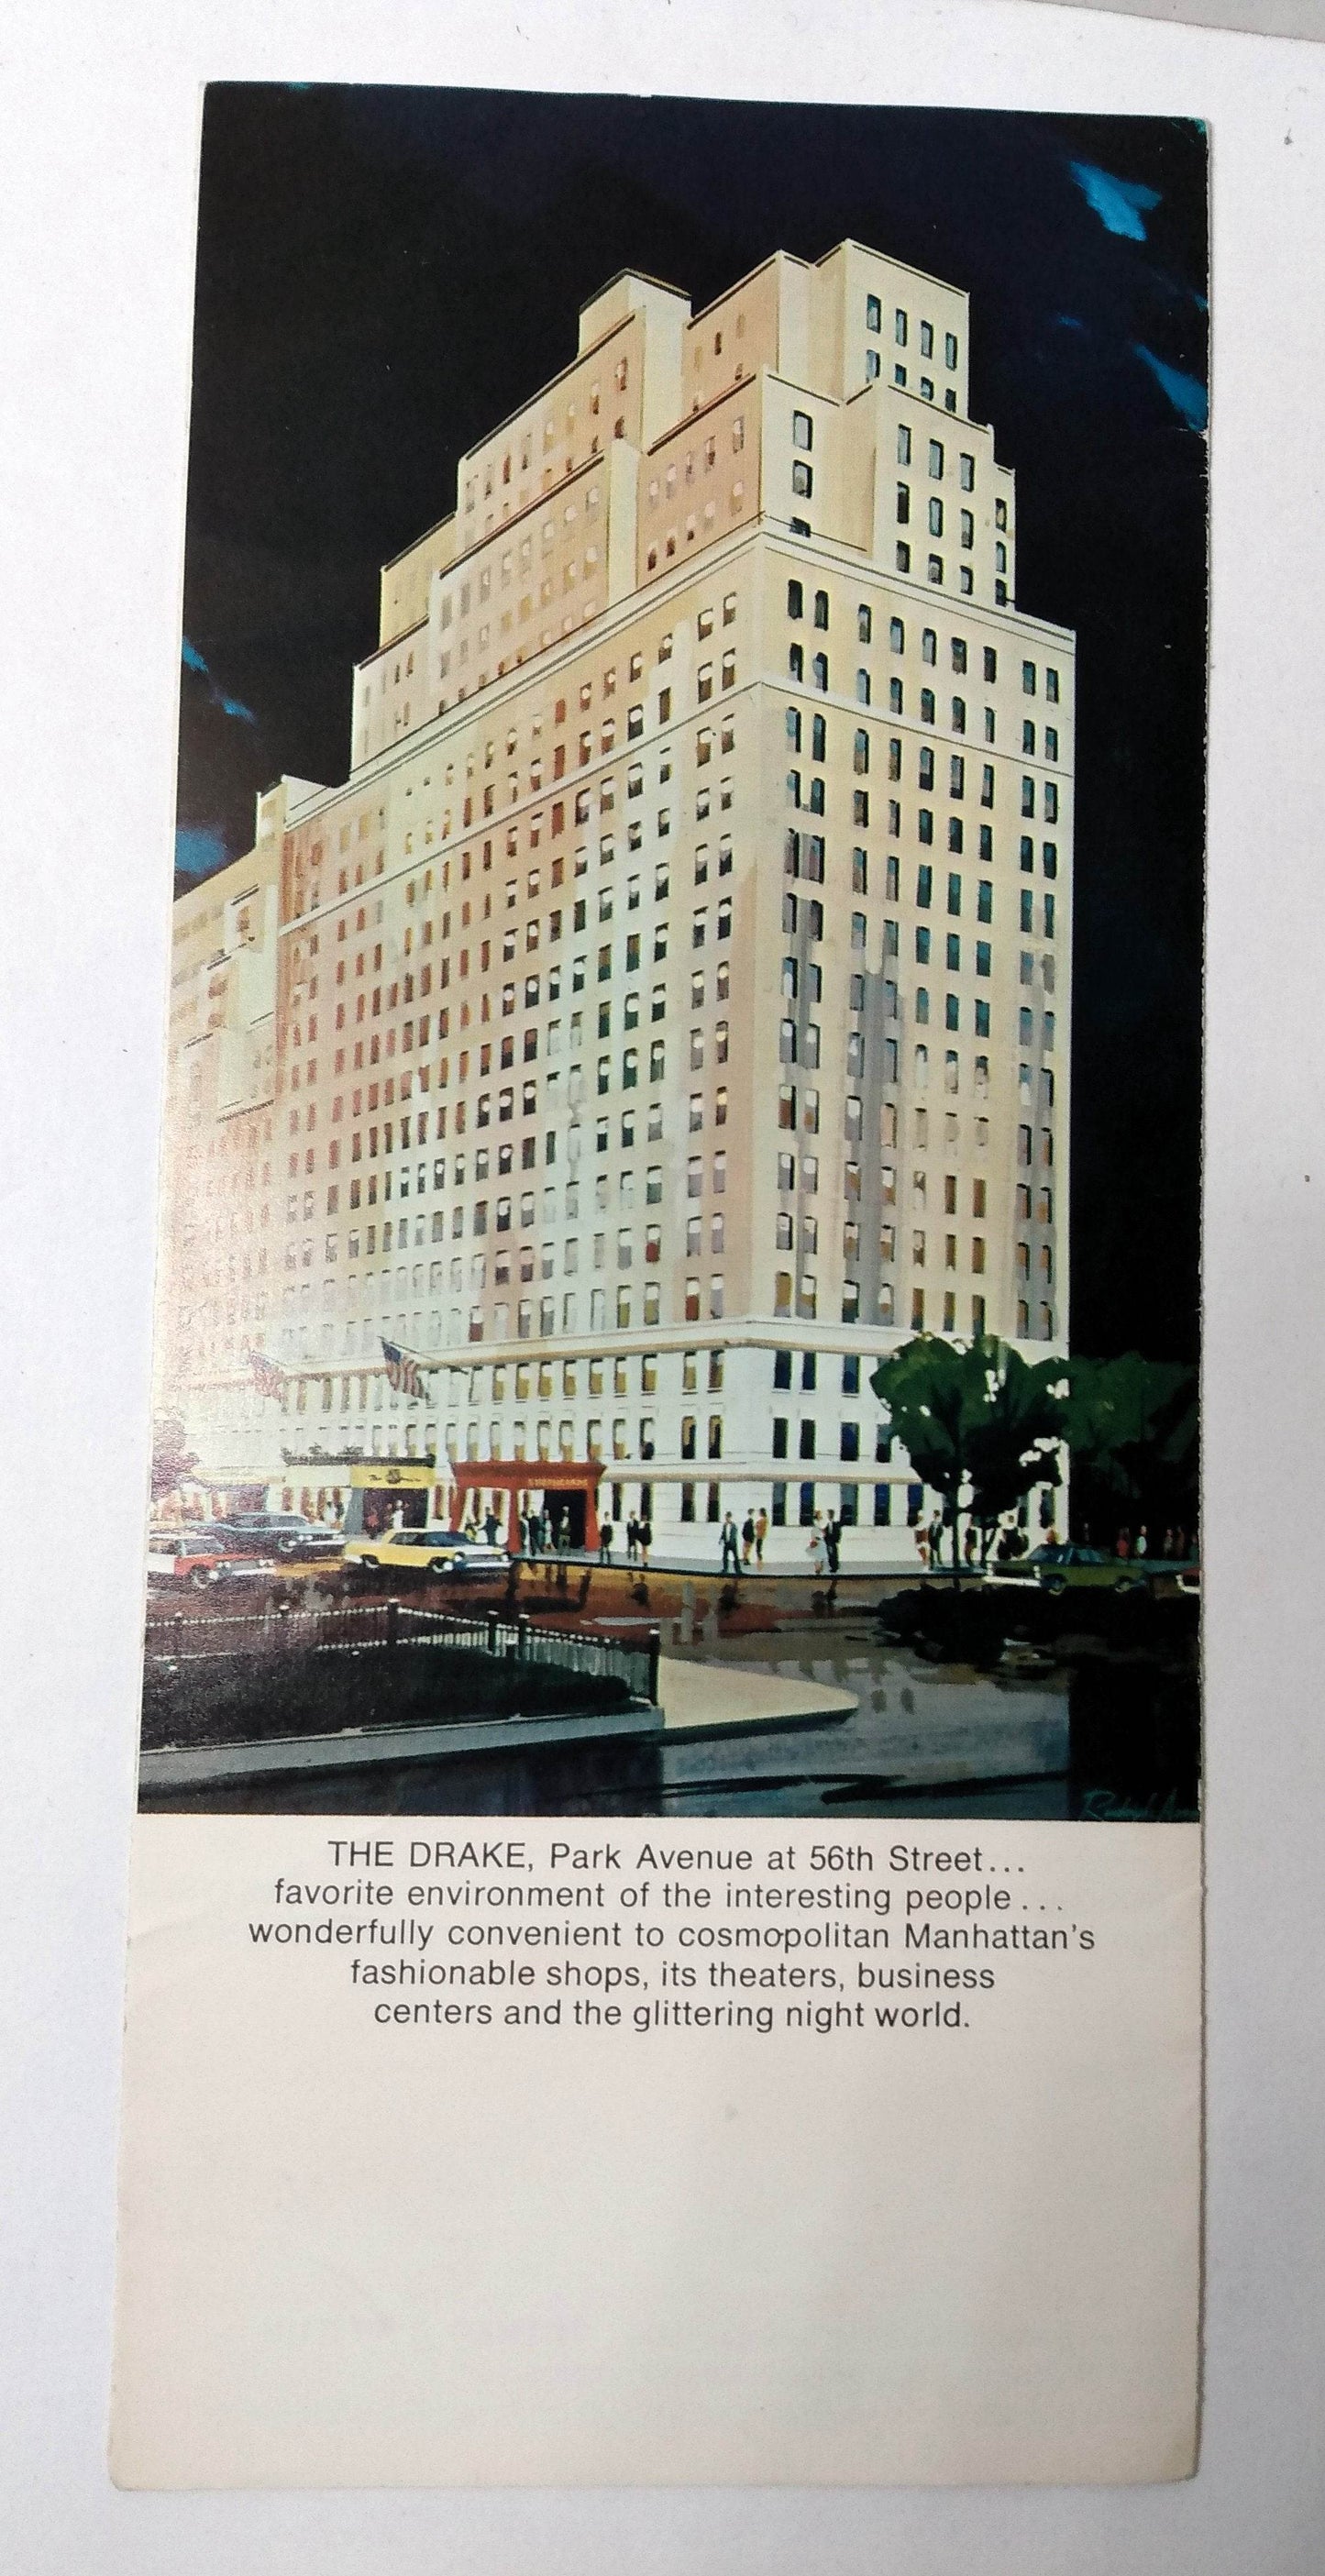 THE DRAKE, Park Avenue at 56th Street...
favorite environment of the interesting people...
wonderfully convenient to cosmopolitan Manhattan's
fashionable shops, its theaters, business
centers and the glittering night world.